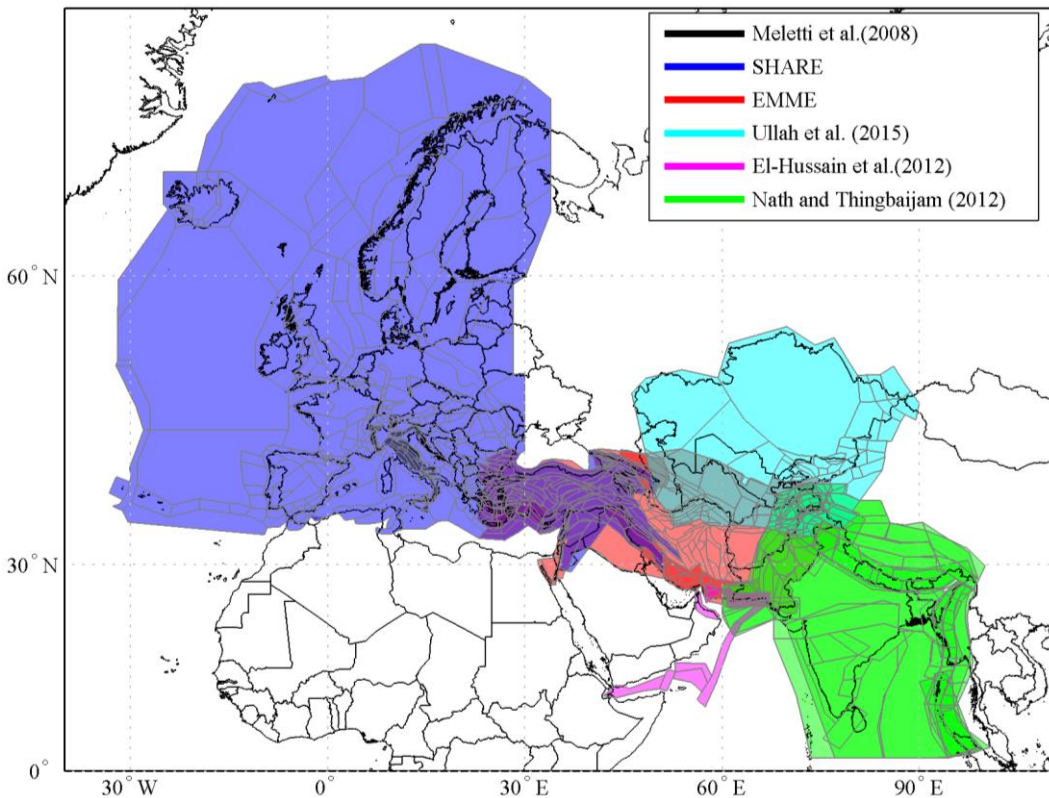 Meletti et al.(2008)
SHARE
EMME
Ullah et al. (2015)
El-Hussain et al.(2012)
Nath and Thingbaijam (2012)
60° N
30° N
0°
30° W
0°
30° E
60° E
90° E